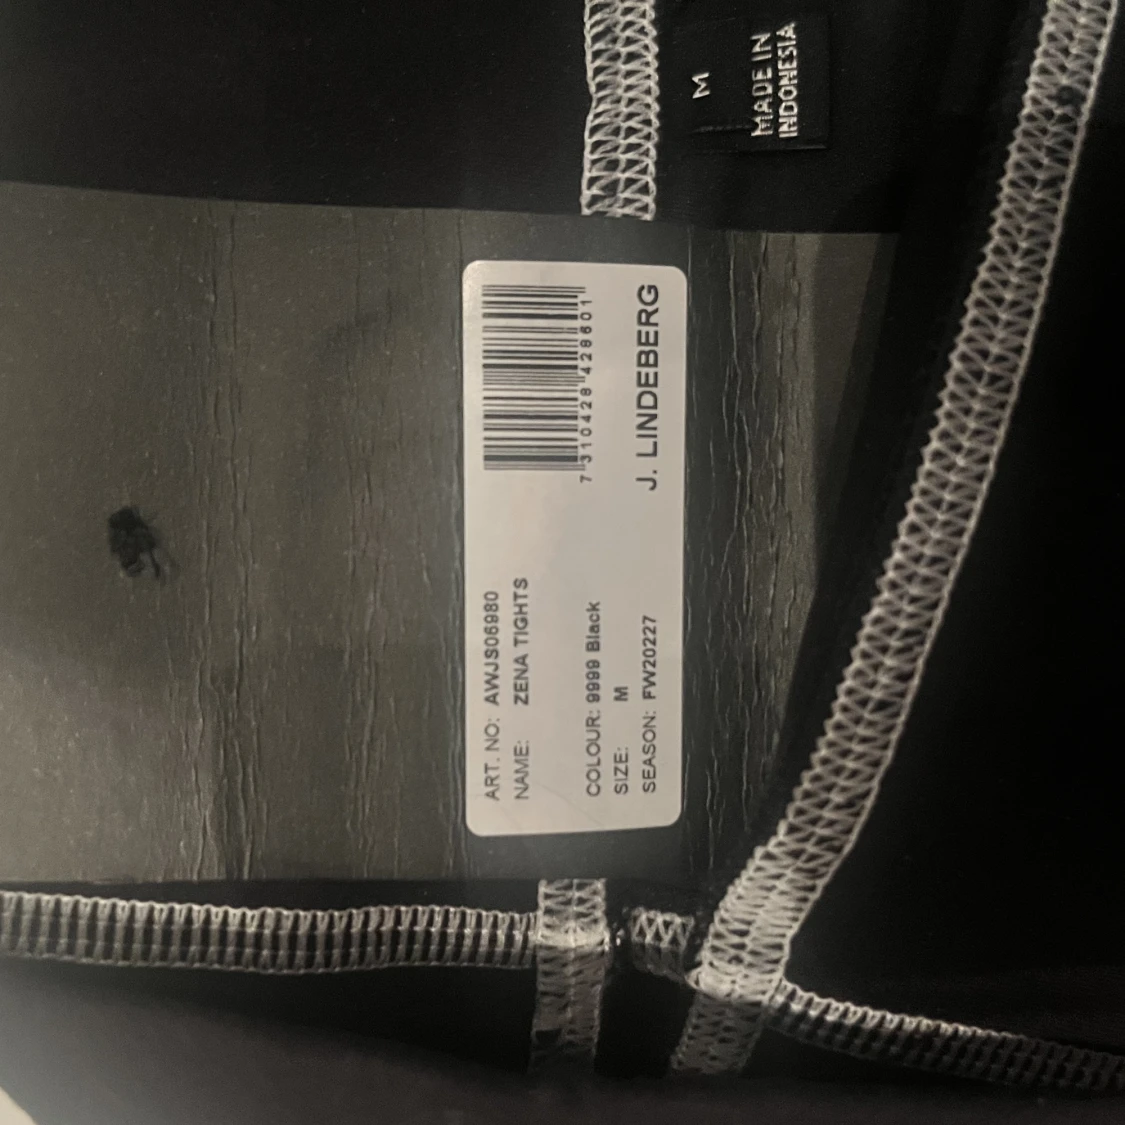 M
MADE IN
INDONESIA
ART. NO: AWJS06980
NAME: ZENA TIGHTS
COLOUR: 9999 Black
SIZE: M
SEASON: FW20227
7 310428 428601
J. LINDEBERG